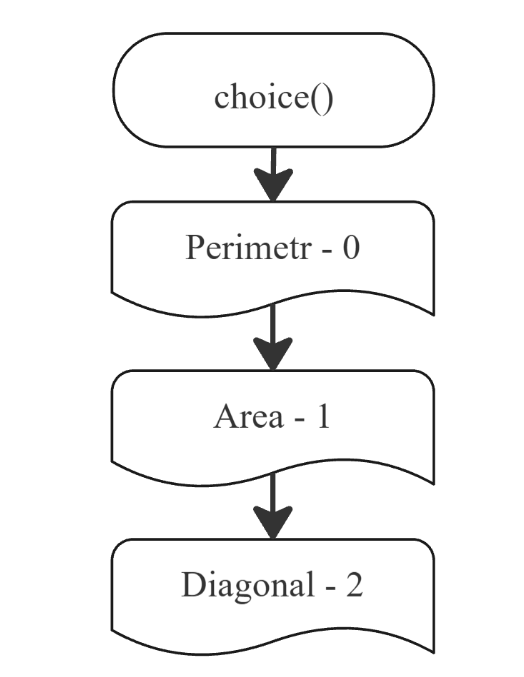 choice()
Perimetr - 0
Area - 1
Diagonal - 2